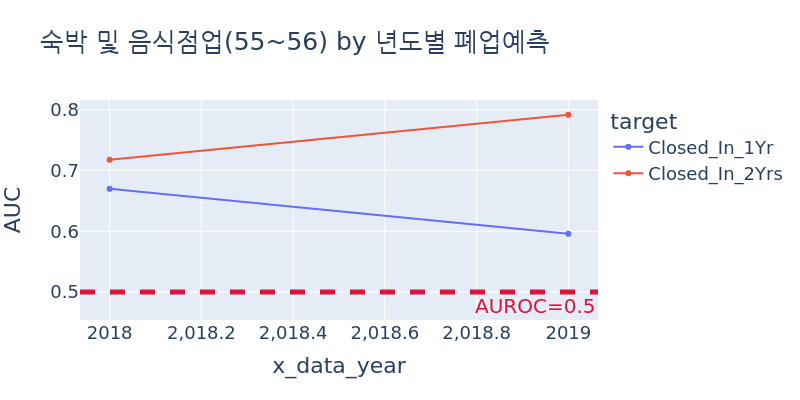 숙박 및 음식점업(55~56) by 년도별 폐업예측
AUC
0.8
0.7
0.6
0.5
AUROC=0.5
2018 2,018.2 2,018.4 2,018.6 2,018.8 2019
x_data_year
target
Closed_In_1Yr
Closed_In_2Yrs